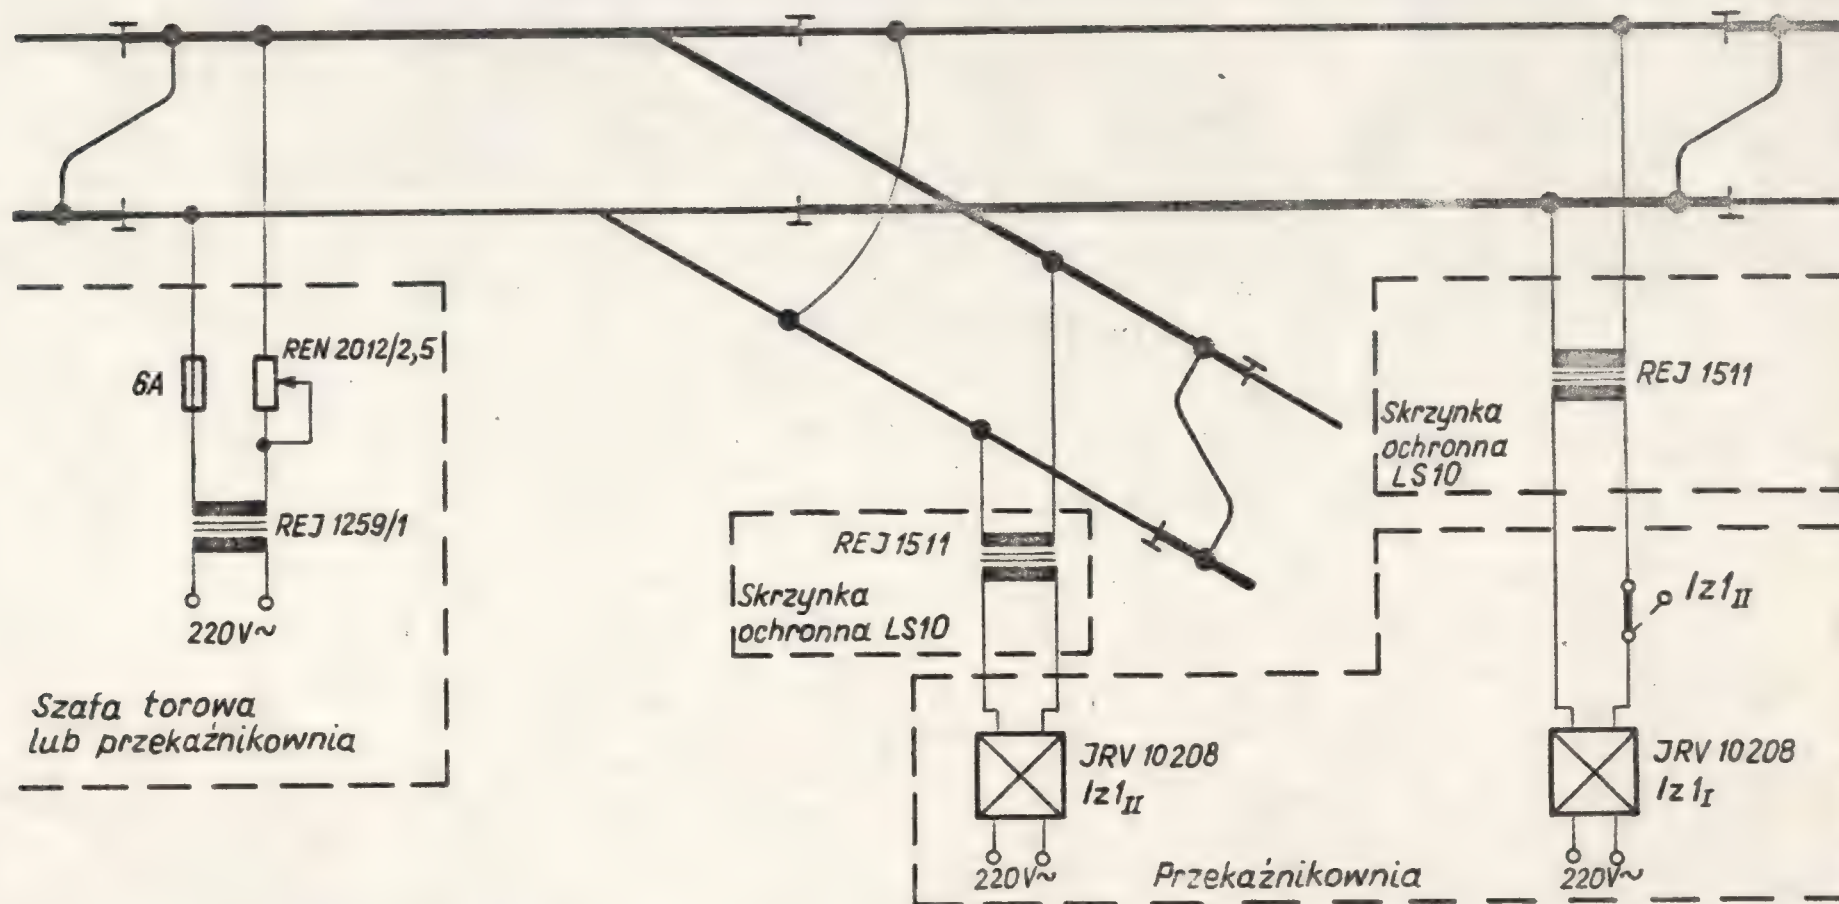 6A
REN 2012/2,5
REJ 1259/1
220V~
Szafa torowa
lub przekaźnikownia
REJ 1511
Skrzynka
ochronna LS10
JRV 10208
Iz1II
220V~
Przekaźnikownia
REJ 1511
Skrzynka
ochronna
LS10
Iz1II
JRV 10208
Iz1I
220V~